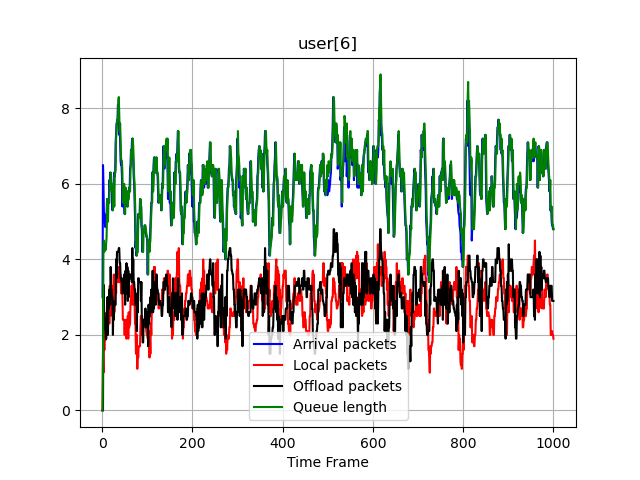 user[6]
8
6
4
2
0
Arrival packets
Local packets
Offload packets
Queue length
0 200 400 600 800 1000
Time Frame